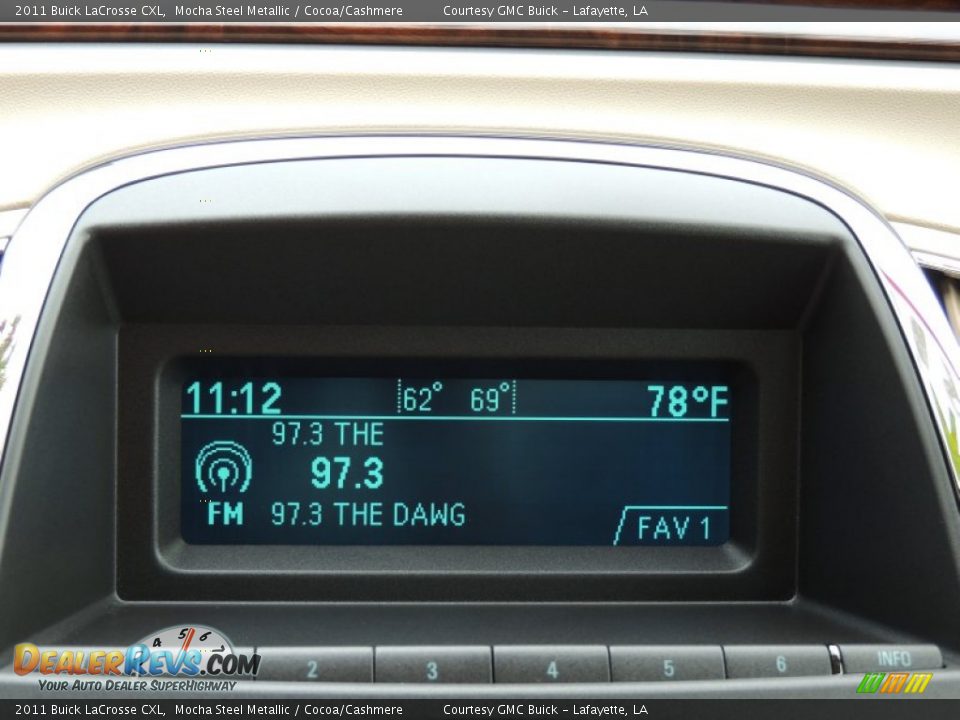 2011 Buick LaCrosse CXL, Mocha Steel Metallic / Cocoa/Cashmere Courtesy GMC Buick - Lafayette, LA
11:12 62° 69° 78°F
97.3 THE
97.3
FM 97.3 THE DAWG
FAV 1
2 3 4 5 6 INFO
4 5 6
DEALERREVS.COM
YOUR AUTO DEALER SUPERHIGHWAY
2011 Buick LaCrosse CXL, Mocha Steel Metallic / Cocoa/Cashmere Courtesy GMC Buick - Lafayette, LA